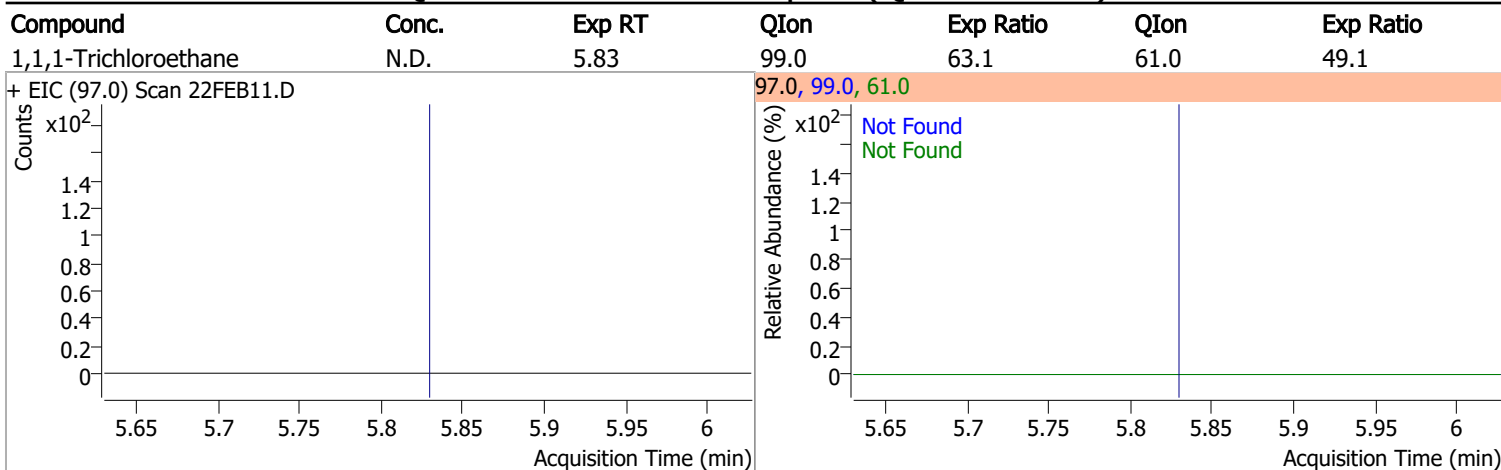 Compound Conc. Exp RT QIon Exp Ratio QIon Exp Ratio
1,1,1-Trichloroethane N.D. 5.83 99.0 63.1 61.0 49.1
+ EIC (97.0) Scan 22FEB11.D
Counts
x10²
1.4
1.2
1
0.8
0.6
0.4
0.2
0
5.65 5.7 5.75 5.8 5.85 5.9 5.95 6
Acquisition Time (min)
97.0, 99.0, 61.0
Relative Abundance (%)
x10²
Not Found
Not Found
1.4
1.2
1
0.8
0.6
0.4
0.2
0
5.65 5.7 5.75 5.8 5.85 5.9 5.95 6
Acquisition Time (min)